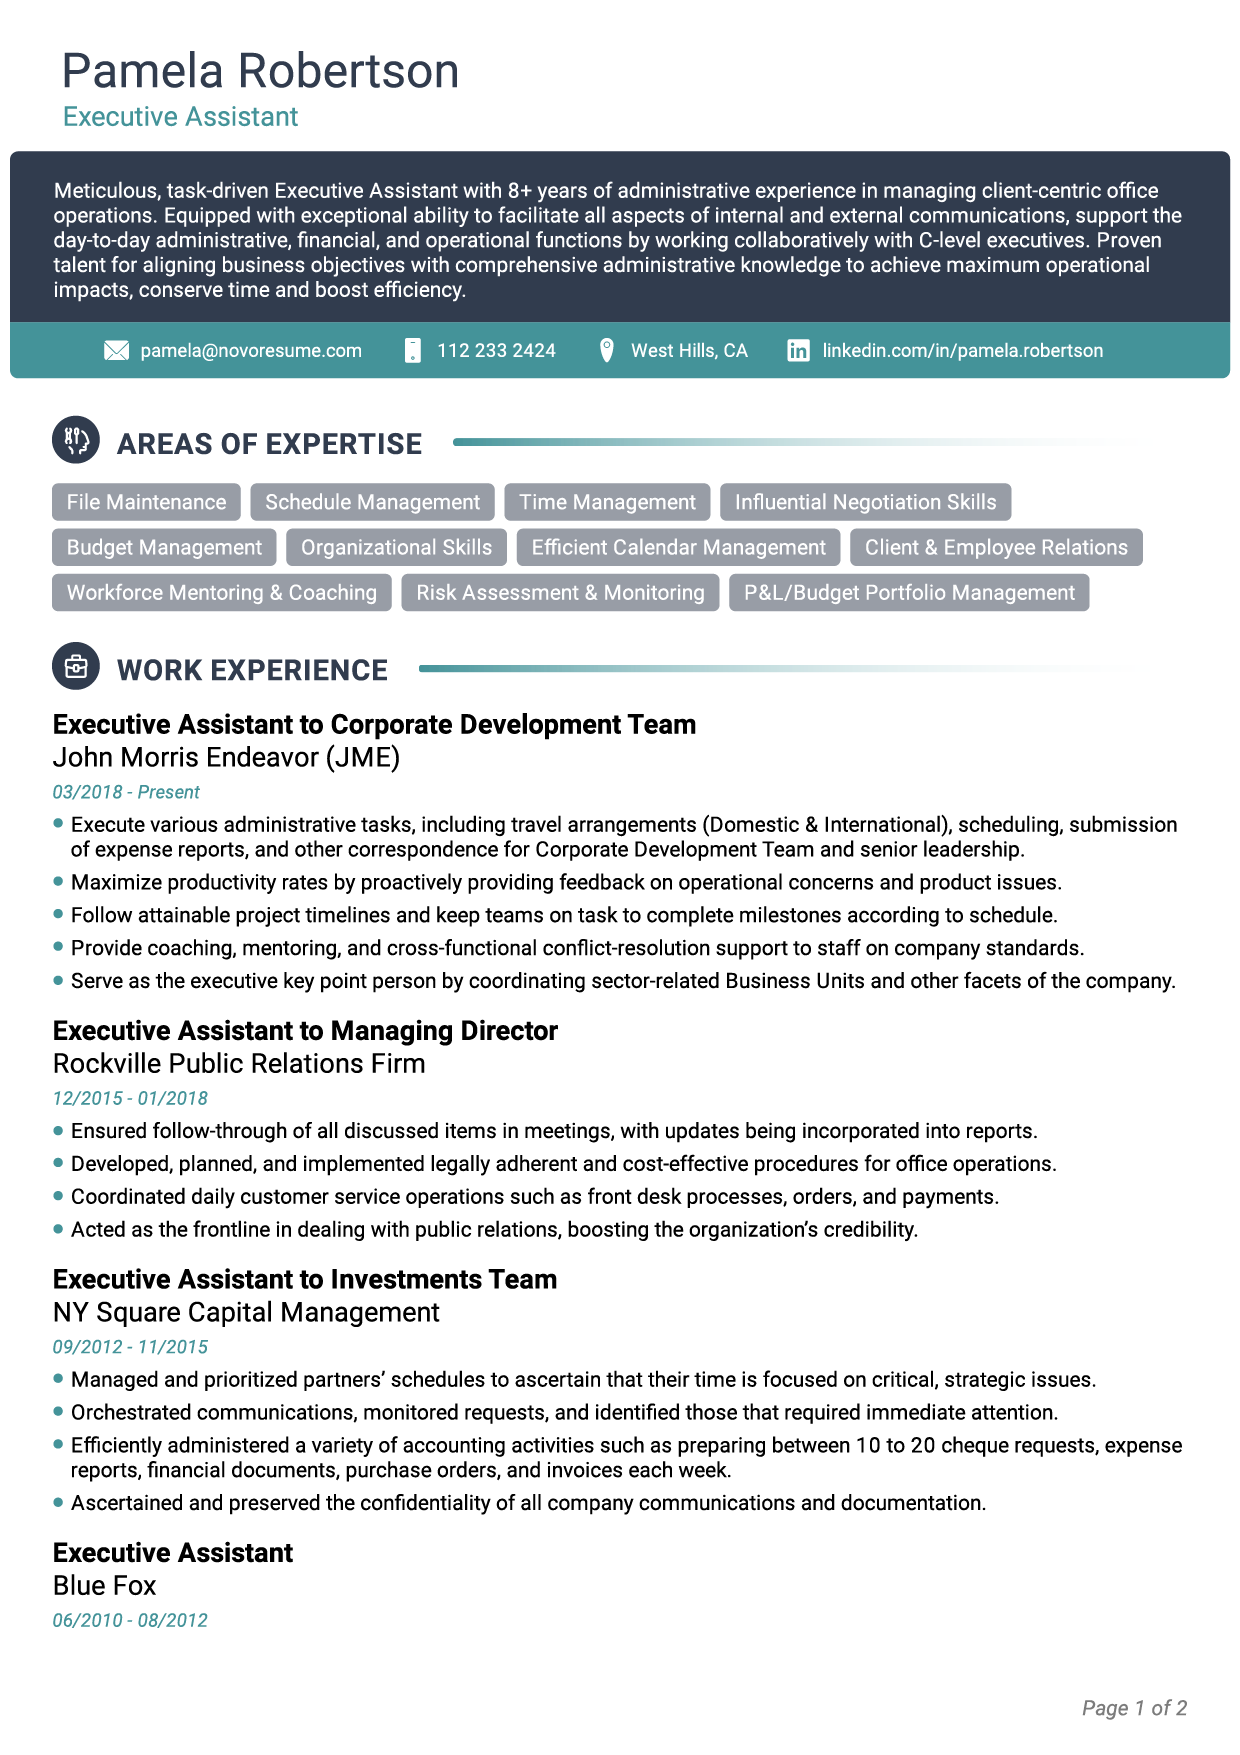 Pamela Robertson
Executive Assistant
Meticulous, task-driven Executive Assistant with 8+ years of administrative experience in managing client-centric office
operations. Equipped with exceptional ability to facilitate all aspects of internal and external communications, support the
day-to-day administrative, financial, and operational functions by working collaboratively with C-level executives. Proven
talent for aligning business objectives with comprehensive administrative knowledge to achieve maximum operational
impacts, conserve time and boost efficiency.
pamela@novoresume.com 112 233 2424 West Hills, CA linkedin.com/in/pamela.robertson
AREAS OF EXPERTISE
File Maintenance Schedule Management Time Management Influential Negotiation Skills
Budget Management Organizational Skills Efficient Calendar Management Client & Employee Relations
Workforce Mentoring & Coaching Risk Assessment & Monitoring P&L/Budget Portfolio Management
WORK EXPERIENCE
Executive Assistant to Corporate Development Team
John Morris Endeavor (JME)
03/2018 - Present
• Execute various administrative tasks, including travel arrangements (Domestic & International), scheduling, submission
of expense reports, and other correspondence for Corporate Development Team and senior leadership.
• Maximize productivity rates by proactively providing feedback on operational concerns and product issues.
• Follow attainable project timelines and keep teams on task to complete milestones according to schedule.
• Provide coaching, mentoring, and cross-functional conflict-resolution support to staff on company standards.
• Serve as the executive key point person by coordinating sector-related Business Units and other facets of the company.
Executive Assistant to Managing Director
Rockville Public Relations Firm
12/2015 - 01/2018
• Ensured follow-through of all discussed items in meetings, with updates being incorporated into reports.
• Developed, planned, and implemented legally adherent and cost-effective procedures for office operations.
• Coordinated daily customer service operations such as front desk processes, orders, and payments.
• Acted as the frontline in dealing with public relations, boosting the organization’s credibility.
Executive Assistant to Investments Team
NY Square Capital Management
09/2012 - 11/2015
• Managed and prioritized partners’ schedules to ascertain that their time is focused on critical, strategic issues.
• Orchestrated communications, monitored requests, and identified those that required immediate attention.
• Efficiently administered a variety of accounting activities such as preparing between 10 to 20 cheque requests, expense
reports, financial documents, purchase orders, and invoices each week.
• Ascertained and preserved the confidentiality of all company communications and documentation.
Executive Assistant
Blue Fox
06/2010 - 08/2012
Page 1 of 2